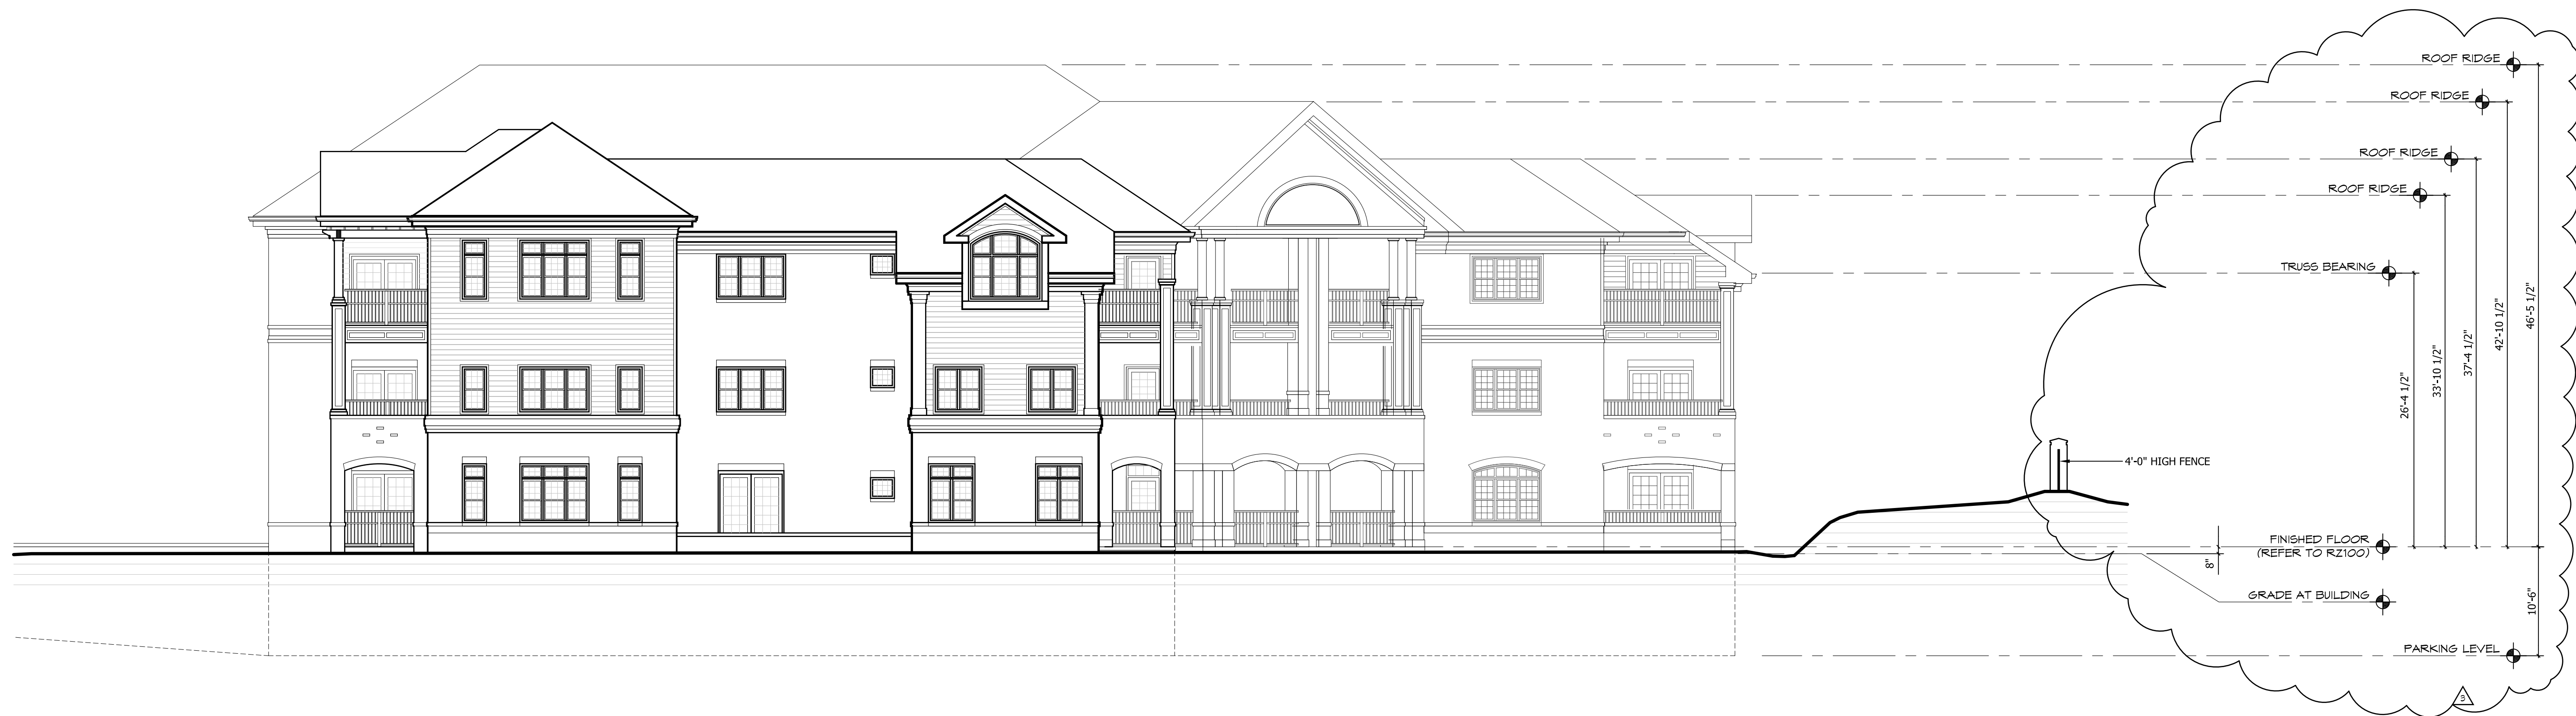 ROOF RIDGE
ROOF RIDGE
ROOF RIDGE
ROOF RIDGE
TRUSS BEARING
26'-4 1/2"
33'-10 1/2"
37'-4 1/2"
42'-10 1/2"
46'-5 1/2"
4'-0" HIGH FENCE
FINISHED FLOOR
(REFER TO RZ100)
8"
GRADE AT BUILDING
10'-6"
PARKING LEVEL
3